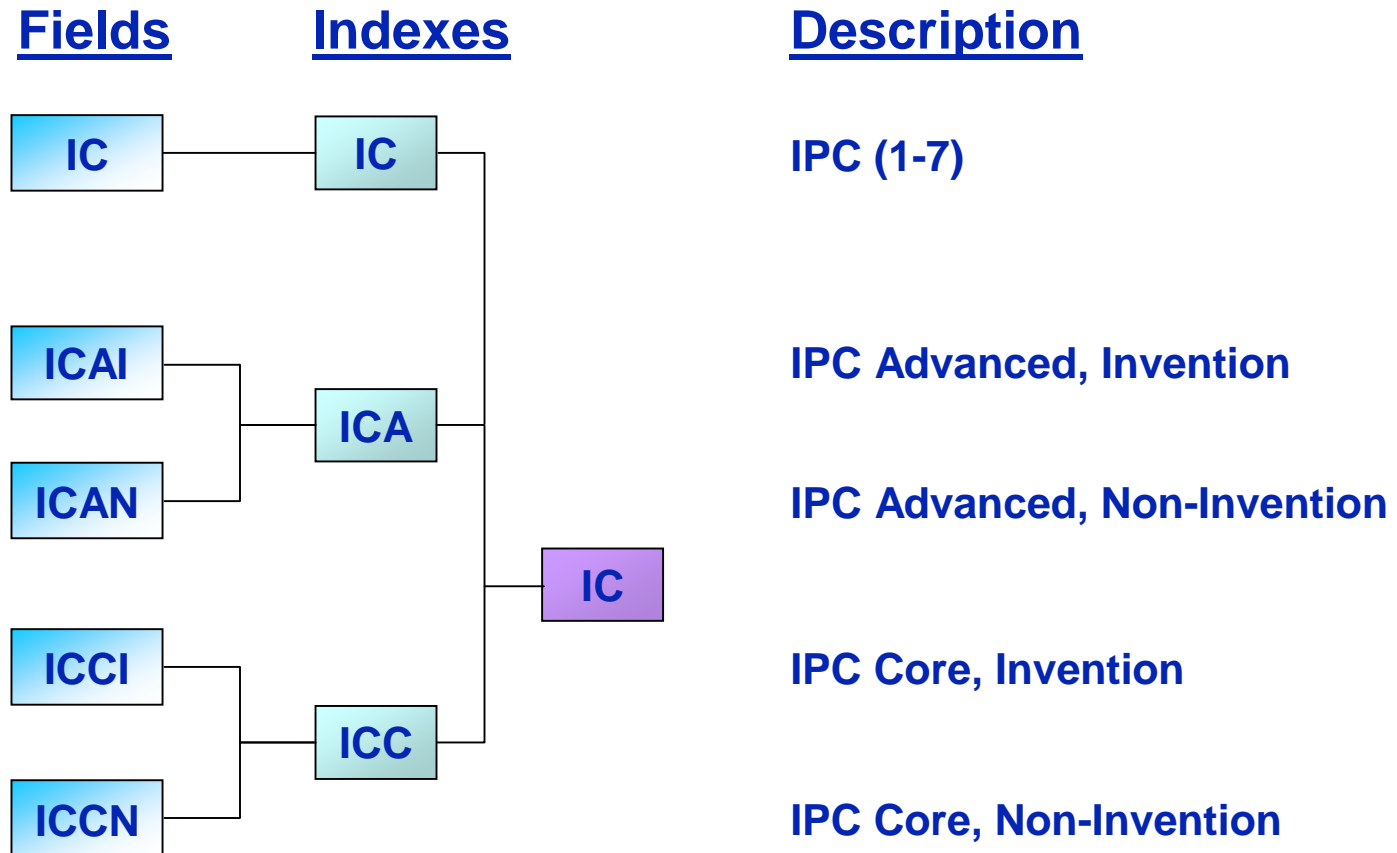 Fields Indexes Description
IC IC IPC (1-7)
ICAI IPC Advanced, Invention
ICA
ICAN IPC Advanced, Non-Invention
IC
ICCI IPC Core, Invention
ICC
ICCN IPC Core, Non-Invention